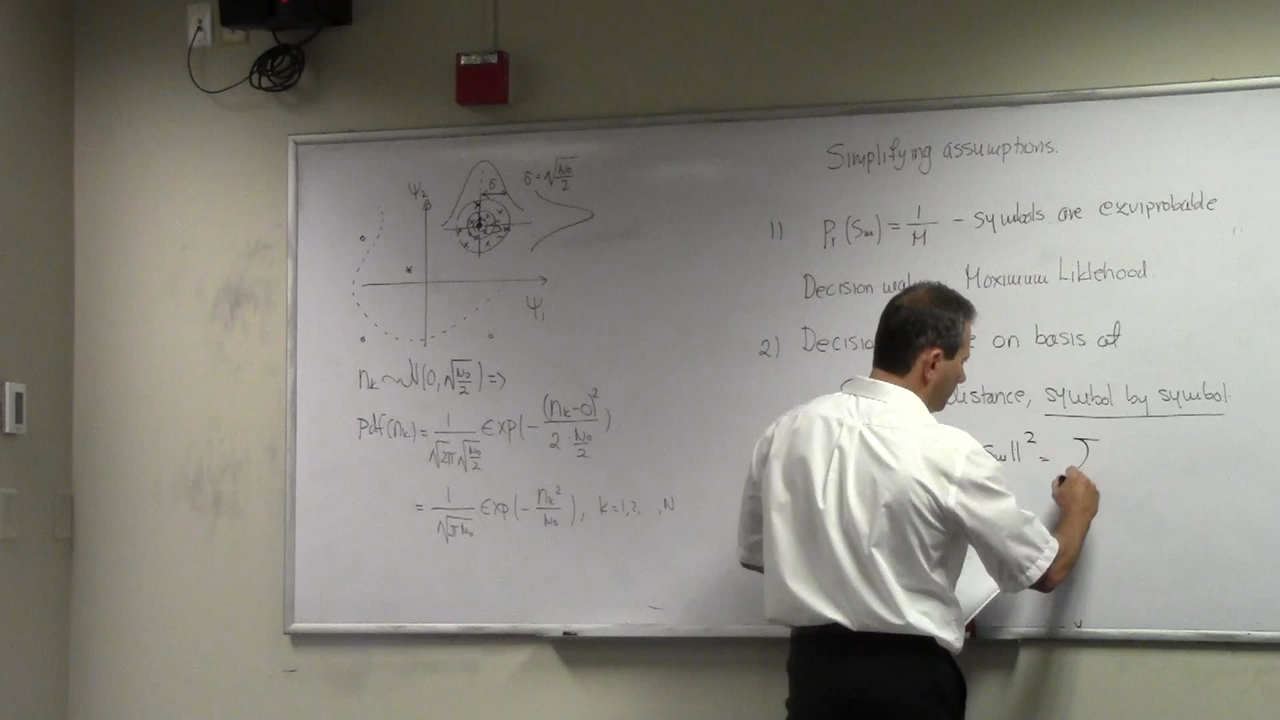 ψ₂
σ = √(N₀/2)
σ
ψ₁
nₖ ~ N(0, √(N₀/2)) =>
pdf(nₖ) = 1/(√2π √(N₀/2)) exp(-(nₖ-0)²/(2·N₀/2))
= 1/√(πN₀) exp(-nₖ²/N₀), k=1,2, ,N
Simplifying assumptions.
1) Pr(Sm) = 1/M - symbols are equiprobable
Decision Maximum Liklehood.
2) on basis of
distance, symbol by symbol
Sm||² =